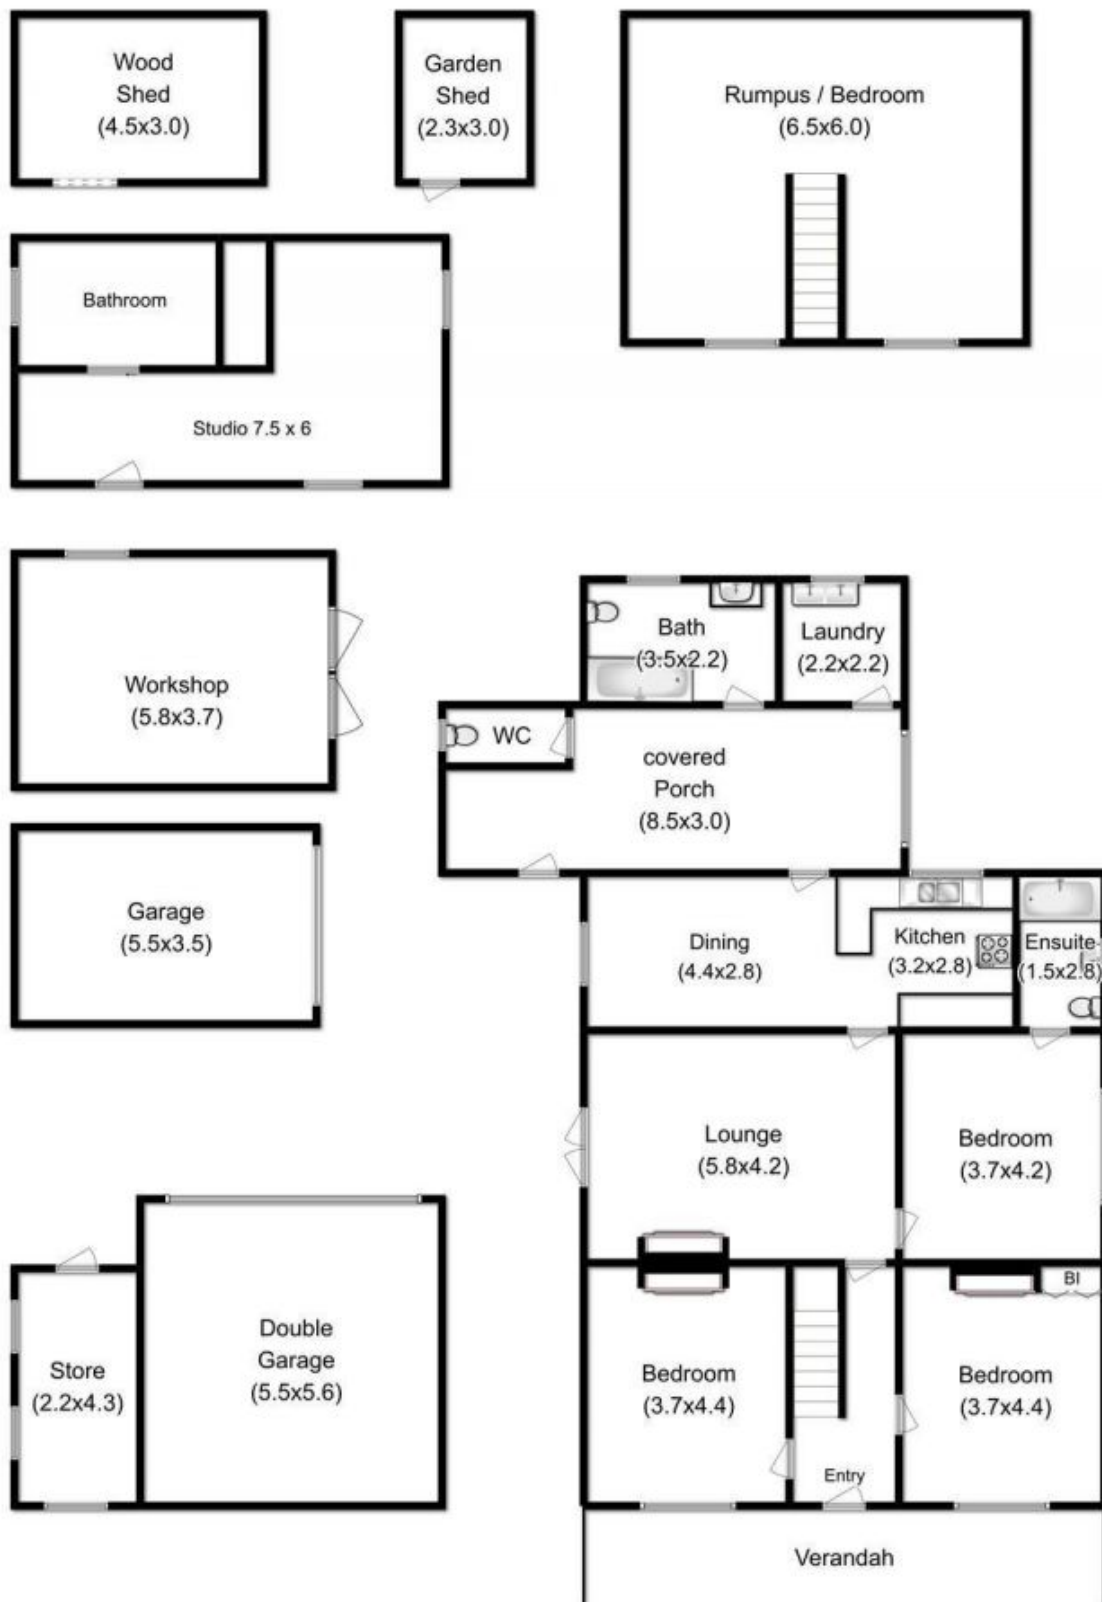 Wood
Shed
(4.5x3.0)
Garden
Shed
(2.3x3.0)
Rumpus / Bedroom
(6.5x6.0)
Bathroom
Studio 7.5 x 6
Workshop
(5.8x3.7)
Bath
(3.5x2.2)
Laundry
(2.2x2.2)
WC
covered
Porch
(8.5x3.0)
Garage
(5.5x3.5)
Dining
(4.4x2.8)
Kitchen
(3.2x2.8)
Ensuite
(1.5x2.8)
Lounge
(5.8x4.2)
Bedroom
(3.7x4.2)
Double
Garage
(5.5x5.6)
Store
(2.2x4.3)
Bedroom
(3.7x4.4)
BI
Bedroom
(3.7x4.4)
Entry
Verandah